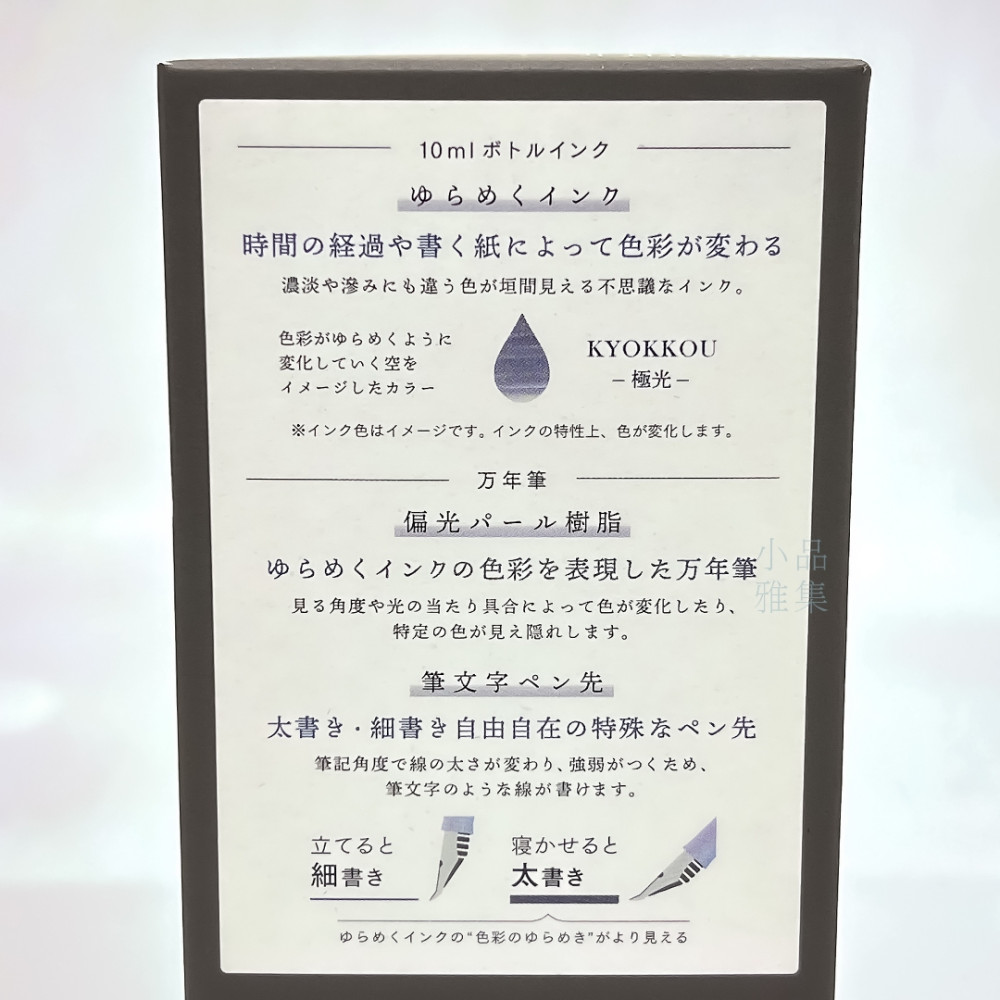 10ml ボトルインク
ゆらめくインク
時間の経過や書く紙によって色彩が変わる
濃淡や滲みにも違う色が垣間見える不思議なインク。
色彩がゆらめくように
変化していく空を
イメージしたカラー
KYOKKOU
– 極光 –
※インク色はイメージです。インクの特性上、色が変化します。
万年筆
偏光パール樹脂
ゆらめくインクの色彩を表現した万年筆
見る角度や光の当たり具合によって色が変化したり、
特定の色が見え隠れします。
小品
雅集
筆文字ペン先
太書き・細書き自由自在の特殊なペン先
筆記角度で線の太さが変わり、強弱がつくため、
筆文字のような線が書けます。
立てると
細書き
寝かせると
太書き
ゆらめくインクの“色彩のゆらめき”がより見える